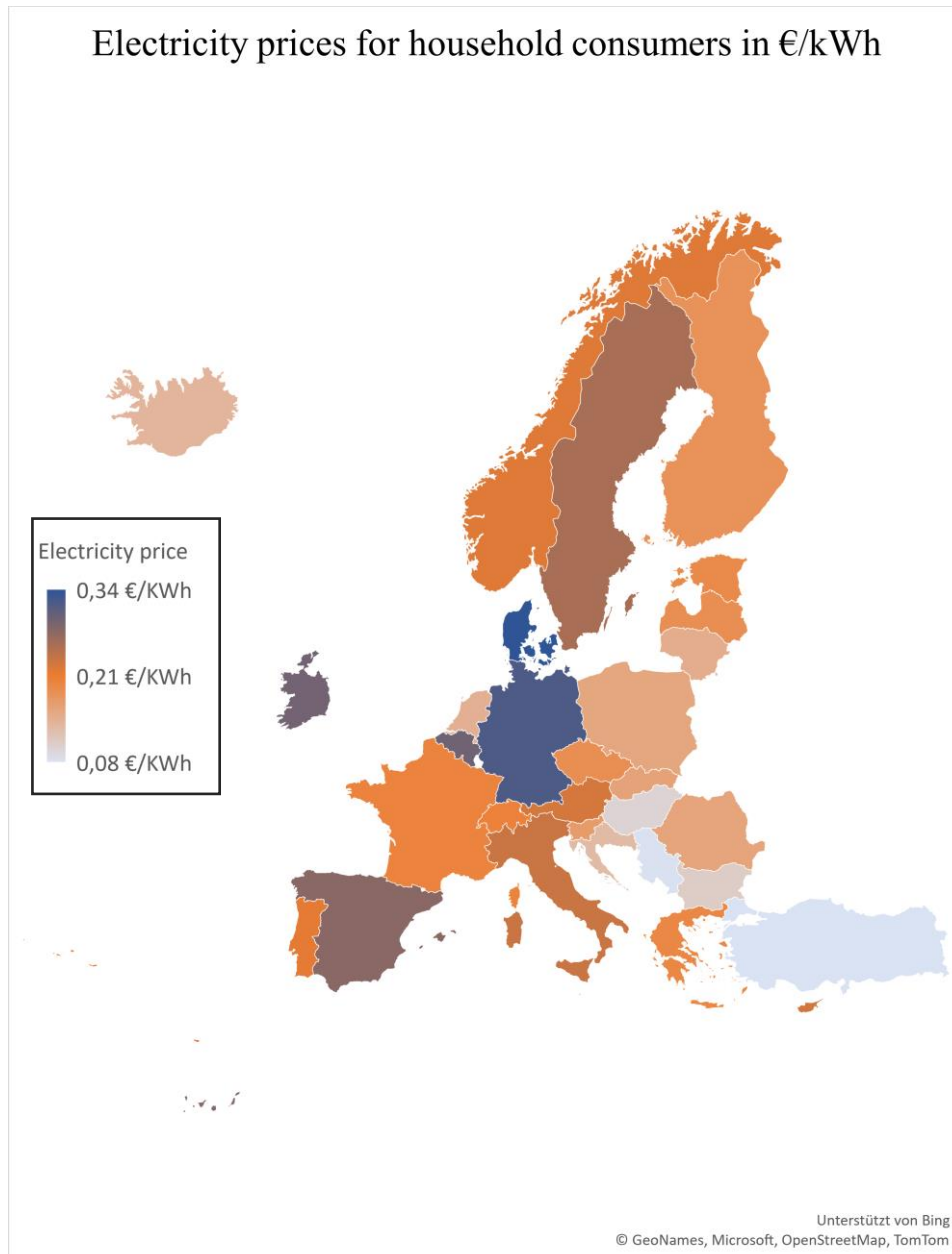 Electricity prices for household consumers in €/kWh
Electricity price
0,34 €/KWh
0,21 €/KWh
0,08 €/KWh
Unterstützt von Bing
© GeoNames, Microsoft, OpenStreetMap, TomTom